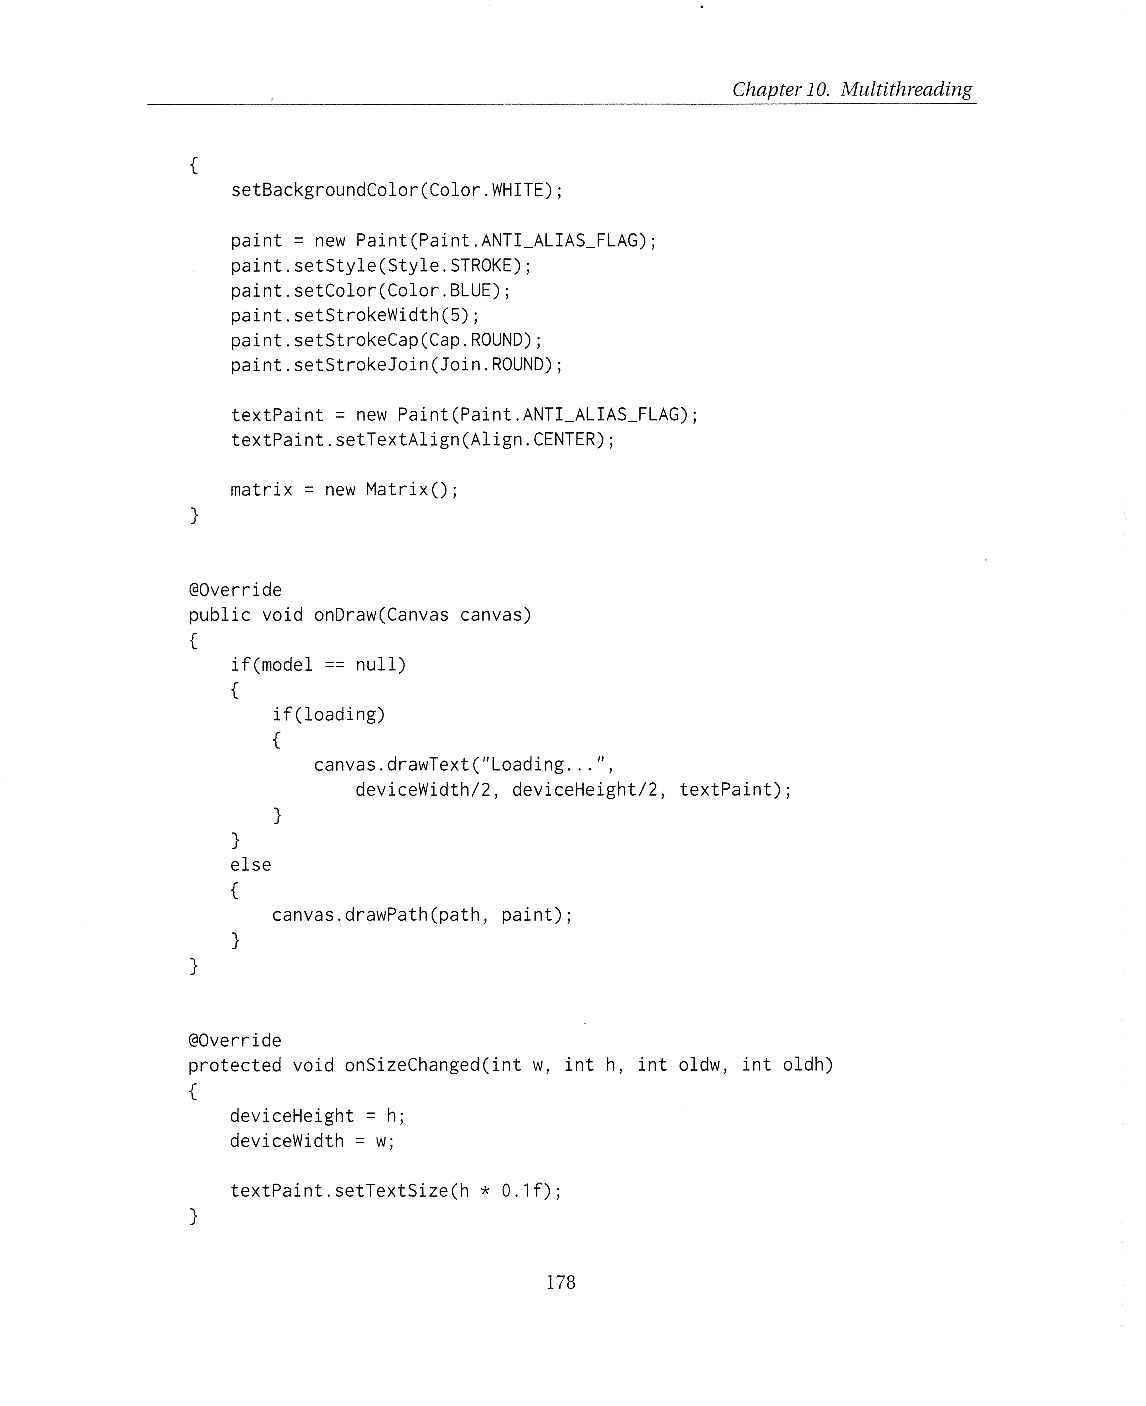 Chapter 10. Multithreading
{
    setBackgroundColor(Color.WHITE);

    paint = new Paint(Paint.ANTI_ALIAS_FLAG);
    paint.setStyle(Style.STROKE);
    paint.setColor(Color.BLUE);
    paint.setStrokeWidth(5);
    paint.setStrokeCap(Cap.ROUND);
    paint.setStrokeJoin(Join.ROUND);

    textPaint = new Paint(Paint.ANTI_ALIAS_FLAG);
    textPaint.setTextAlign(Align.CENTER);

    matrix = new Matrix();
}

@Override
public void onDraw(Canvas canvas)
{
    if(model == null)
    {
        if(loading)
        {
            canvas.drawText("Loading...",
                deviceWidth/2, deviceHeight/2, textPaint);
        }
    }
    else
    {
        canvas.drawPath(path, paint);
    }
}

@Override
protected void onSizeChanged(int w, int h, int oldw, int oldh)
{
    deviceHeight = h;
    deviceWidth = w;

    textPaint.setTextSize(h * 0.1f);
}
178